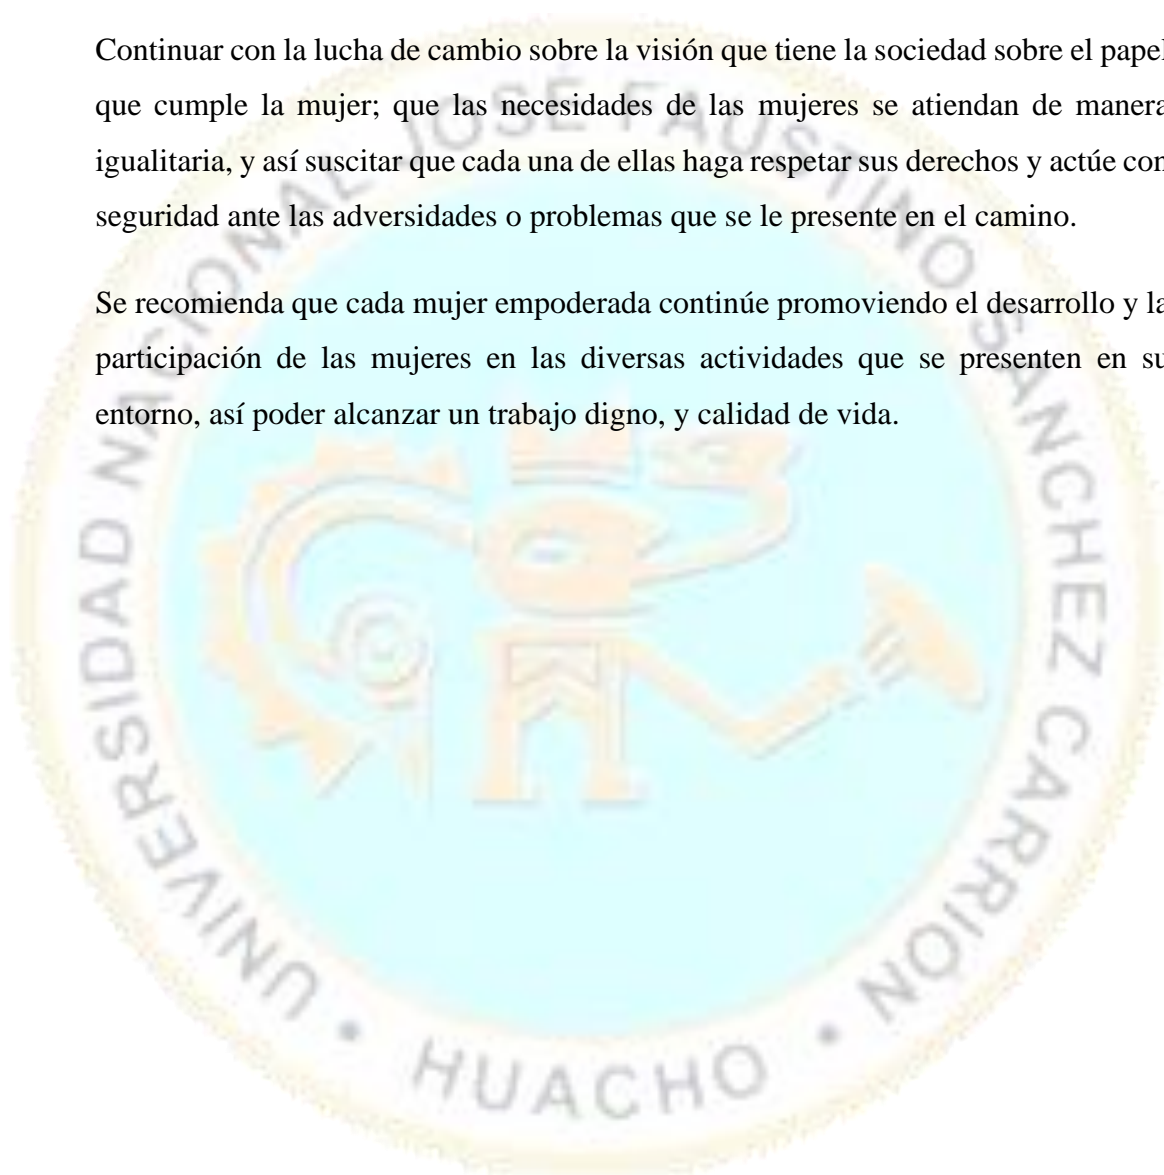 Continuar con la lucha de cambio sobre la visión que tiene la sociedad sobre el papel
que cumple la mujer; que las necesidades de las mujeres se atiendan de manera
igualitaria, y así suscitar que cada una de ellas haga respetar sus derechos y actúe con
seguridad ante las adversidades o problemas que se le presente en el camino.
Se recomienda que cada mujer empoderada continúe promoviendo el desarrollo y la
participación de las mujeres en las diversas actividades que se presenten en su
entorno, así poder alcanzar un trabajo digno, y calidad de vida.
UNIVERSIDAD NACIONAL JOSE FAUSTINO SANCHEZ CARRIÓN
• HUACHO •